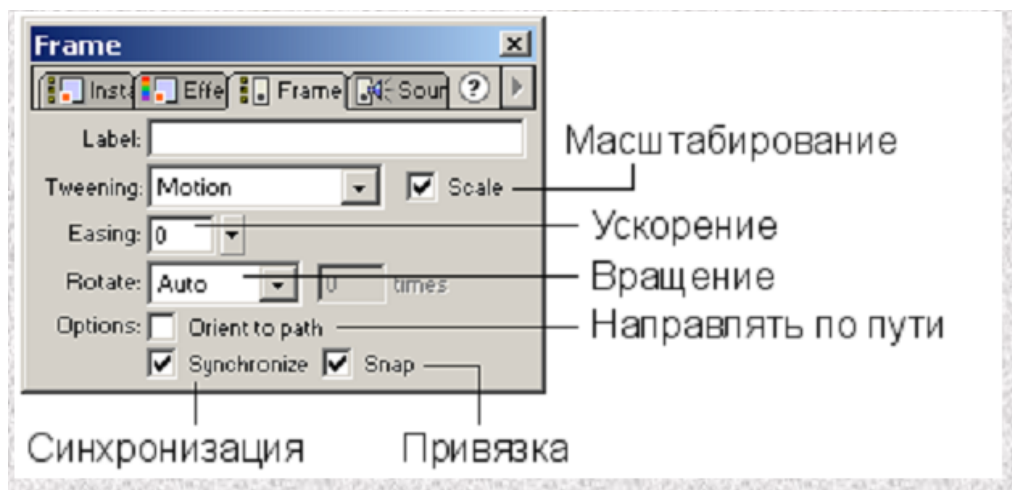 Frame
Insta Effe Frame Sour ?
Label:
Масштабирование
Tweening: Motion Scale
Easing: 0 Ускорение
Rotate: Auto 0 times Вращение
Options: Orient to path Направлять по пути
Synchronize Snap
Синхронизация Привязка